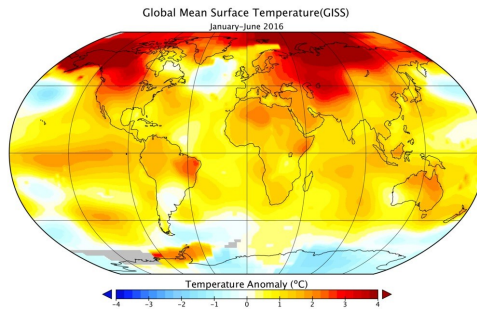 Global Mean Surface Temperature(GISS)
January-June 2016
Temperature Anomaly (ºC)
-4 -3 -2 -1 0 1 2 3 4